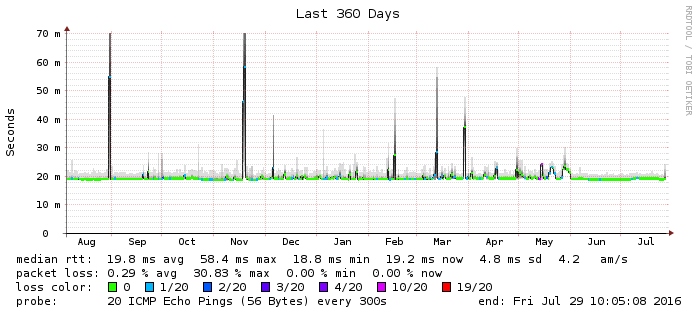 Last 360 Days
RRDTOOL / TOBI OETIKER
Seconds
70 m
60 m
50 m
40 m
30 m
20 m
10 m
0
Aug Sep Oct Nov Dec Jan Feb Mar Apr May Jun Jul
median rtt: 19.8 ms avg 58.4 ms max 18.8 ms min 19.2 ms now 4.8 ms sd 4.2 am/s
packet loss: 0.29 % avg 30.83 % max 0.00 % min 0.00 % now
loss color: 0 1/20 2/20 3/20 4/20 10/20 19/20
probe: 20 ICMP Echo Pings (56 Bytes) every 300s end: Fri Jul 29 10:05:08 2016